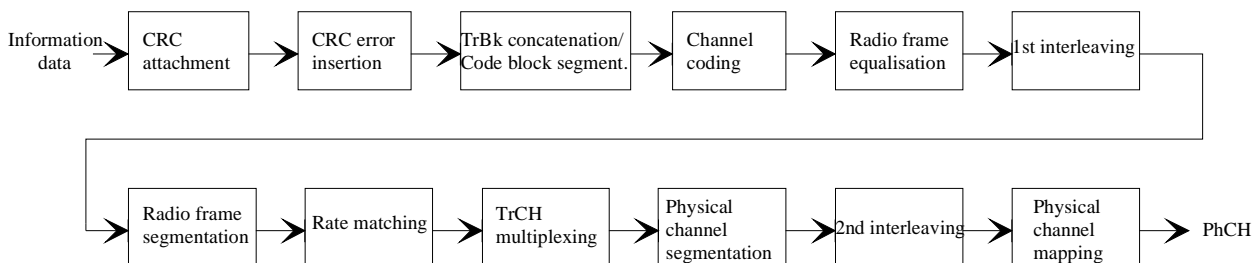 Information
data
CRC
attachment
CRC error
insertion
TrBk concatenation/
Code block segment.
Channel
coding
Radio frame
equalisation
1st interleaving
Radio frame
segmentation
Rate matching
TrCH
multiplexing
Physical
channel
segmentation
2nd interleaving
Physical
channel
mapping
PhCH